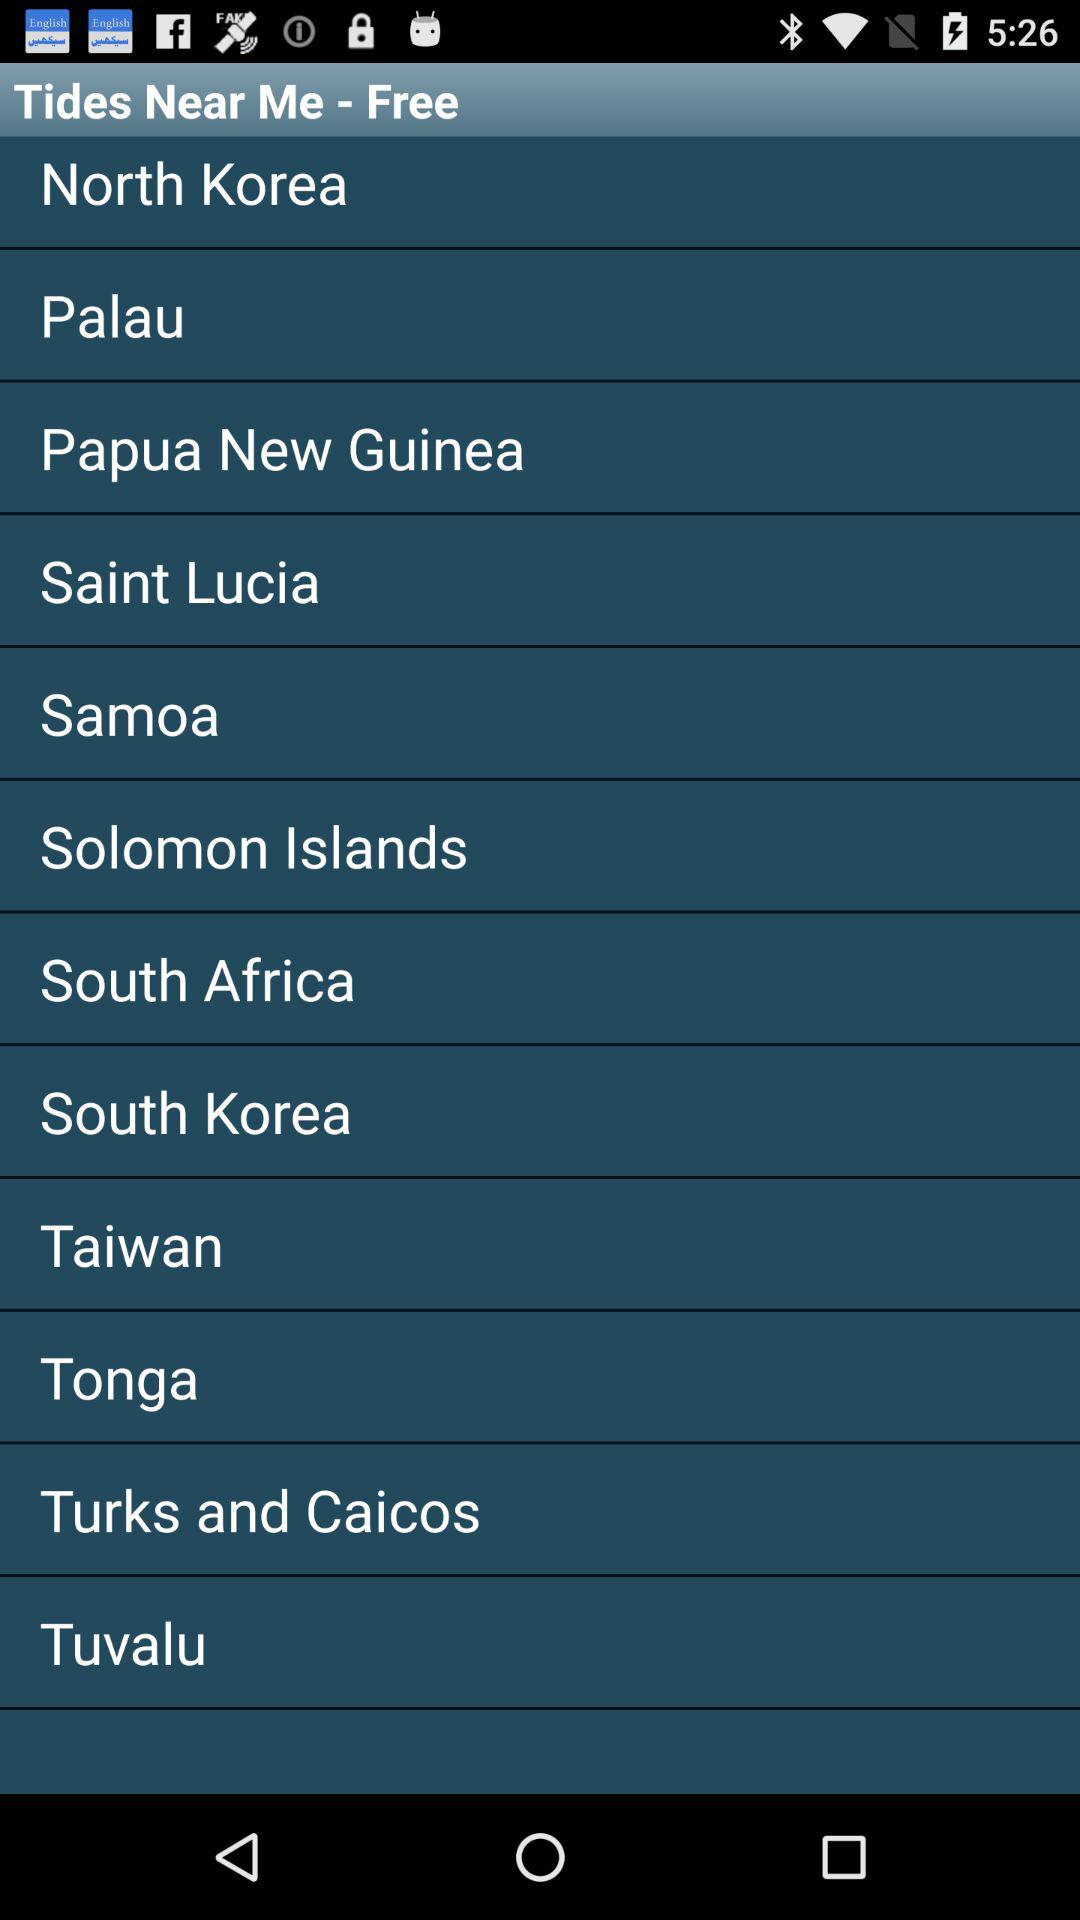 English English FAKE 5:26
سیکھیں سیکھیں
Tides Near Me - Free
North Korea
Palau
Papua New Guinea
Saint Lucia
Samoa
Solomon Islands
South Africa
South Korea
Taiwan
Tonga
Turks and Caicos
Tuvalu